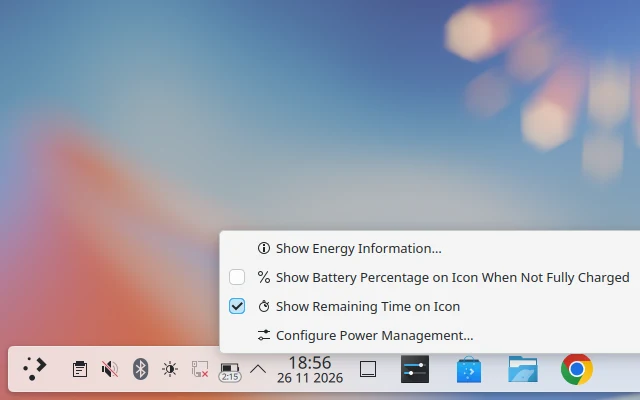 Show Energy Information...
Show Battery Percentage on Icon When Not Fully Charged
Show Remaining Time on Icon
Configure Power Management...
2:15
18:56
26 11 2026